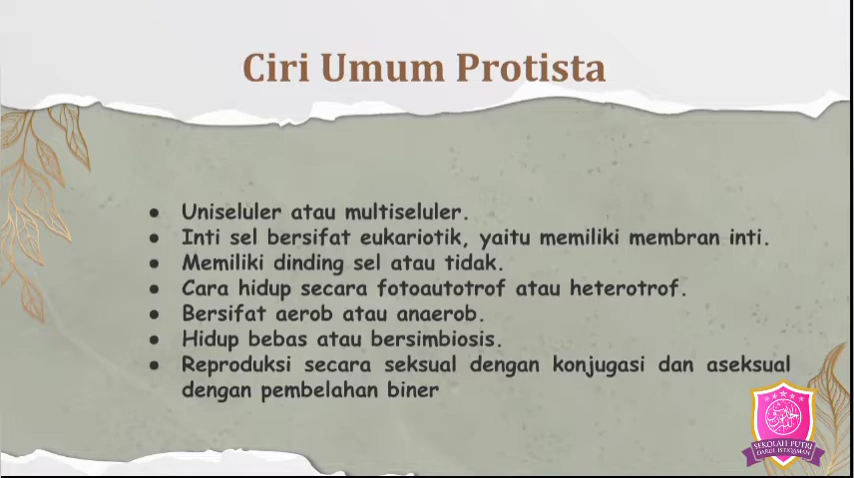 Ciri Umum Protista
● Uniseluler atau multiseluler.
● Inti sel bersifat eukariotik, yaitu memiliki membran inti.
● Memiliki dinding sel atau tidak.
● Cara hidup secara fotoautotrof atau heterotrof.
● Bersifat aerob atau anaerob.
● Hidup bebas atau bersimbiosis.
● Reproduksi secara seksual dengan konjugasi dan aseksual
dengan pembelahan biner
SEKOLAH PUTRI
DARUL ISTIQAMAH